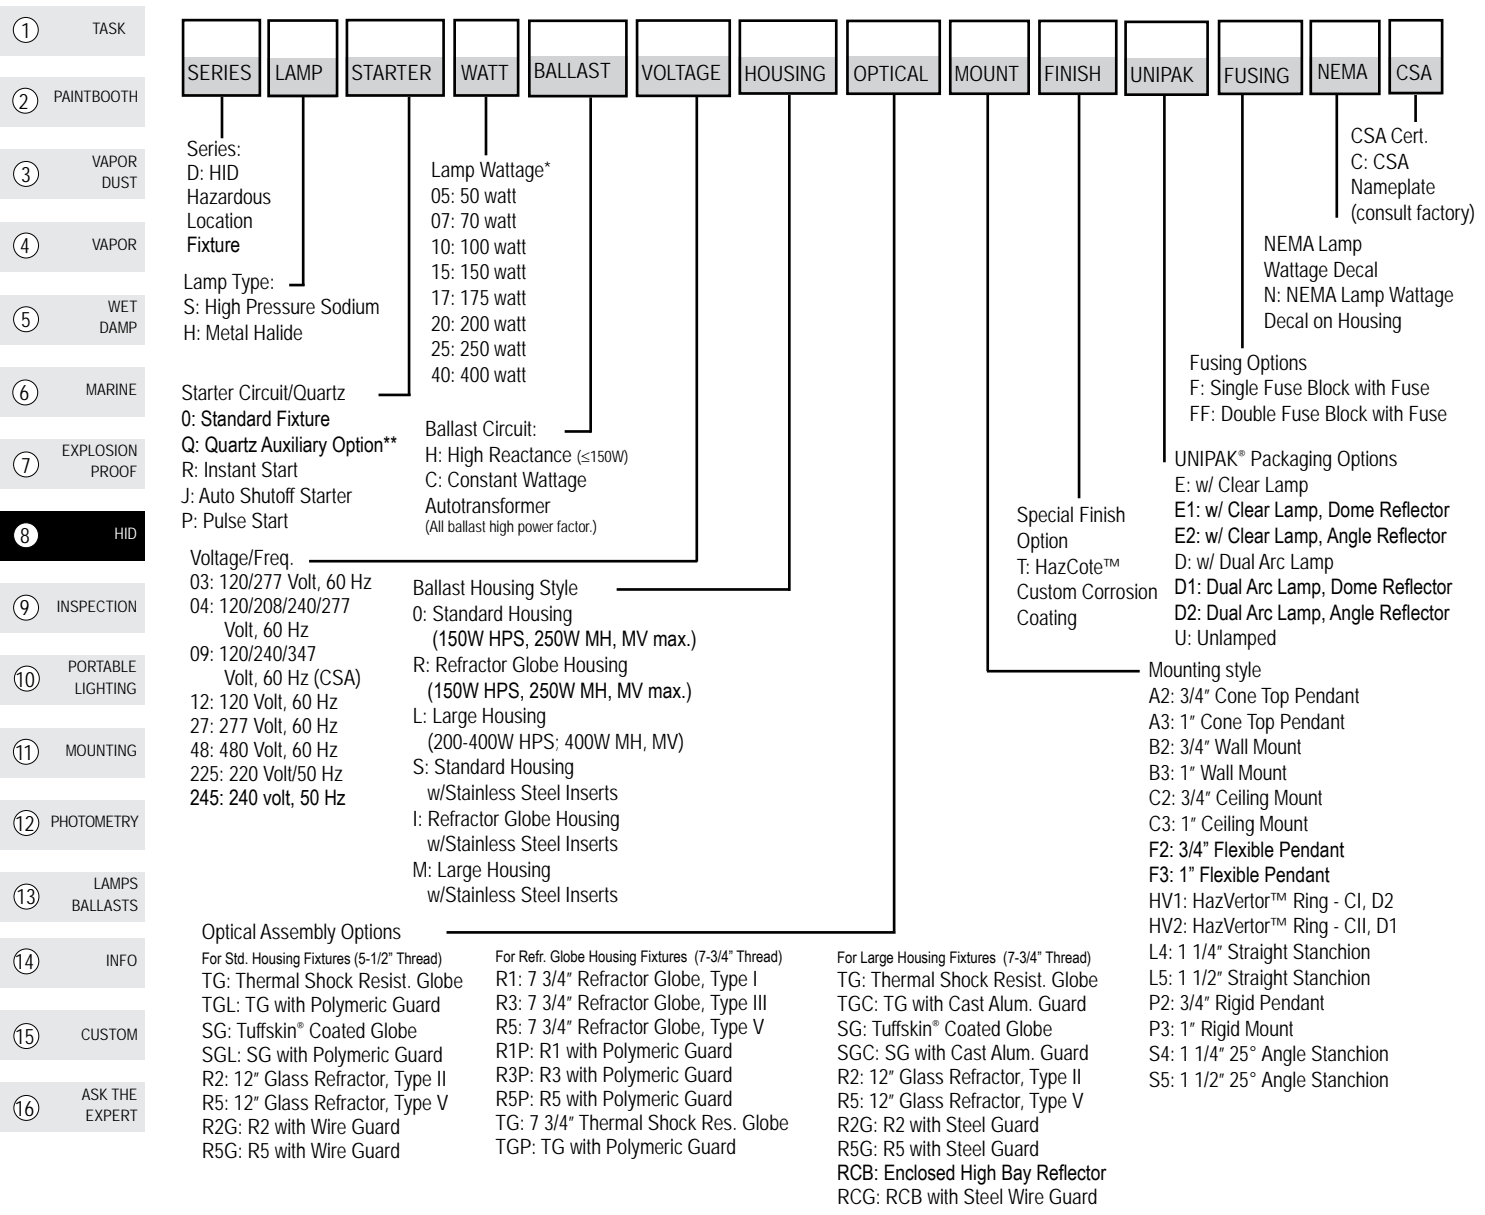 1 TASK
2 PAINTBOOTH
3 VAPOR
DUST
4 VAPOR
5 WET
DAMP
6 MARINE
7 EXPLOSION
PROOF
8 HID
9 INSPECTION
10 PORTABLE
LIGHTING
11 MOUNTING
12 PHOTOMETRY
13 LAMPS
BALLASTS
14 INFO
15 CUSTOM
16 ASK THE
EXPERT
SERIES LAMP STARTER WATT BALLAST VOLTAGE HOUSING OPTICAL MOUNT FINISH UNIPAK FUSING NEMA CSA
Series:
D: HID
Hazardous
Location
Fixture
Lamp Type:
S: High Pressure Sodium
H: Metal Halide
Starter Circuit/Quartz
0: Standard Fixture
Q: Quartz Auxiliary Option**
R: Instant Start
J: Auto Shutoff Starter
P: Pulse Start
Lamp Wattage*
05: 50 watt
07: 70 watt
10: 100 watt
15: 150 watt
17: 175 watt
20: 200 watt
25: 250 watt
40: 400 watt
Ballast Circuit:
H: High Reactance (≤150W)
C: Constant Wattage
Autotransformer
(All ballast high power factor.)
Voltage/Freq.
03: 120/277 Volt, 60 Hz
04: 120/208/240/277
Volt, 60 Hz
09: 120/240/347
Volt, 60 Hz (CSA)
12: 120 Volt, 60 Hz
27: 277 Volt, 60 Hz
48: 480 Volt, 60 Hz
225: 220 Volt/50 Hz
245: 240 volt, 50 Hz
Ballast Housing Style
0: Standard Housing
(150W HPS, 250W MH, MV max.)
R: Refractor Globe Housing
(150W HPS, 250W MH, MV max.)
L: Large Housing
(200-400W HPS; 400W MH, MV)
S: Standard Housing
w/Stainless Steel Inserts
I: Refractor Globe Housing
w/Stainless Steel Inserts
M: Large Housing
w/Stainless Steel Inserts
Optical Assembly Options
For Std. Housing Fixtures (5-1/2" Thread)
TG: Thermal Shock Resist. Globe
TGL: TG with Polymeric Guard
SG: Tuffskin® Coated Globe
SGL: SG with Polymeric Guard
R2: 12" Glass Refractor, Type II
R5: 12" Glass Refractor, Type V
R2G: R2 with Wire Guard
R5G: R5 with Wire Guard
For Refr. Globe Housing Fixtures (7-3/4" Thread)
R1: 7 3/4" Refractor Globe, Type I
R3: 7 3/4" Refractor Globe, Type III
R5: 7 3/4" Refractor Globe, Type V
R1P: R1 with Polymeric Guard
R3P: R3 with Polymeric Guard
R5P: R5 with Polymeric Guard
TG: 7 3/4" Thermal Shock Res. Globe
TGP: TG with Polymeric Guard
For Large Housing Fixtures (7-3/4" Thread)
TG: Thermal Shock Resist. Globe
TGC: TG with Cast Alum. Guard
SG: Tuffskin® Coated Globe
SGC: SG with Cast Alum. Guard
R2: 12" Glass Refractor, Type II
R5: 12" Glass Refractor, Type V
R2G: R2 with Steel Guard
R5G: R5 with Steel Guard
RCB: Enclosed High Bay Reflector
RCG: RCB with Steel Wire Guard
Mounting style
A2: 3/4" Cone Top Pendant
A3: 1" Cone Top Pendant
B2: 3/4" Wall Mount
B3: 1" Wall Mount
C2: 3/4" Ceiling Mount
C3: 1" Ceiling Mount
F2: 3/4" Flexible Pendant
F3: 1" Flexible Pendant
HV1: HazVertor™ Ring - CI, D2
HV2: HazVertor™ Ring - CII, D1
L4: 1 1/4" Straight Stanchion
L5: 1 1/2" Straight Stanchion
P2: 3/4" Rigid Pendant
P3: 1" Rigid Mount
S4: 1 1/4" 25° Angle Stanchion
S5: 1 1/2" 25° Angle Stanchion
Special Finish
Option
T: HazCote™
Custom Corrosion
Coating
UNIPAK® Packaging Options
E: w/ Clear Lamp
E1: w/ Clear Lamp, Dome Reflector
E2: w/ Clear Lamp, Angle Reflector
D: w/ Dual Arc Lamp
D1: Dual Arc Lamp, Dome Reflector
D2: Dual Arc Lamp, Angle Reflector
U: Unlamped
Fusing Options
F: Single Fuse Block with Fuse
FF: Double Fuse Block with Fuse
NEMA Lamp
Wattage Decal
N: NEMA Lamp Wattage
Decal on Housing
CSA Cert.
C: CSA
Nameplate
(consult factory)